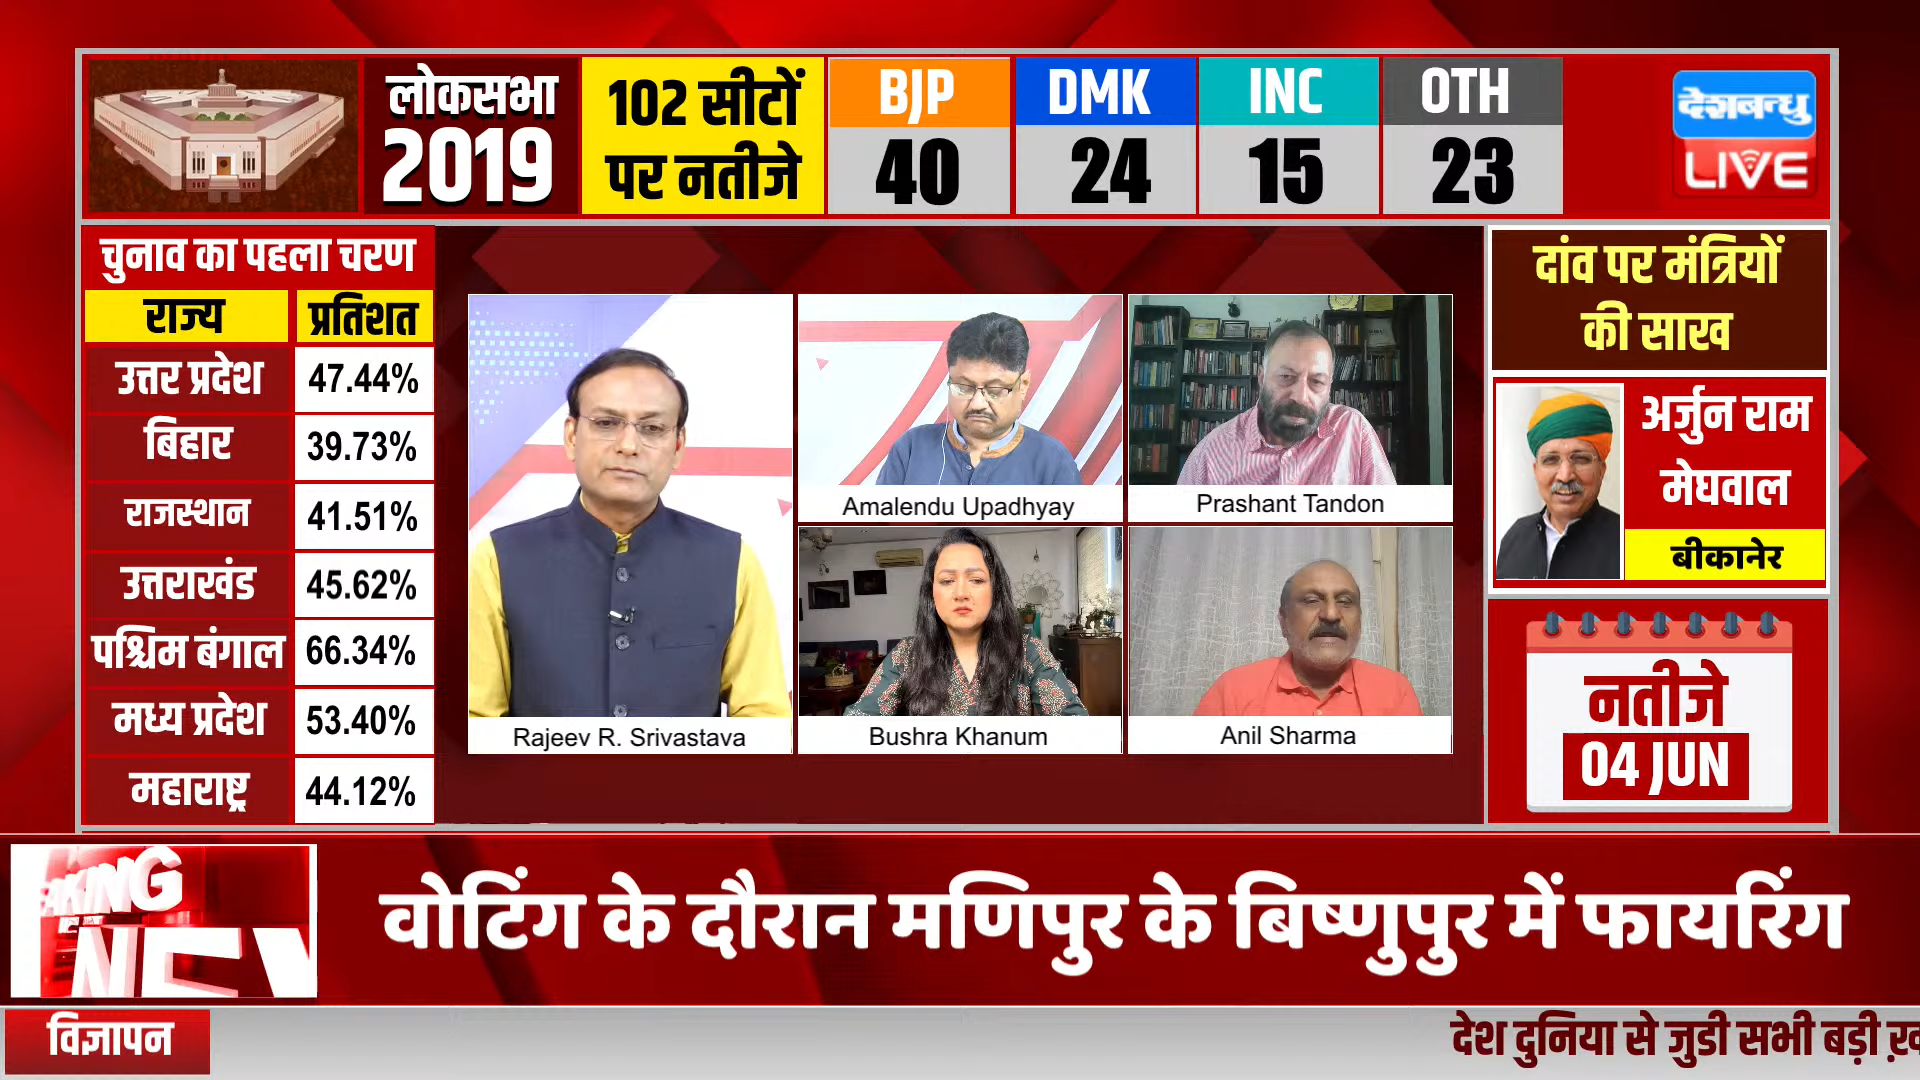 लोकसभा
2019
102 सीटों
पर नतीजे
BJP
40
DMK
24
INC
15
OTH
23
देशबन्धु
LIVE
चुनाव का पहला चरण
राज्य प्रतिशत
उत्तर प्रदेश 47.44%
बिहार 39.73%
राजस्थान 41.51%
उत्तराखंड 45.62%
पश्चिम बंगाल 66.34%
मध्य प्रदेश 53.40%
महाराष्ट्र 44.12%
Rajeev R. Srivastava
Amalendu Upadhyay
Prashant Tandon
Bushra Khanum
Anil Sharma
दांव पर मंत्रियों
की साख
अर्जुन राम
मेघवाल
बीकानेर
नतीजे
04 JUN
वोटिंग के दौरान मणिपुर के बिष्णुपुर में फायरिंग
विज्ञापन
देश दुनिया से जुडी सभी बड़ी